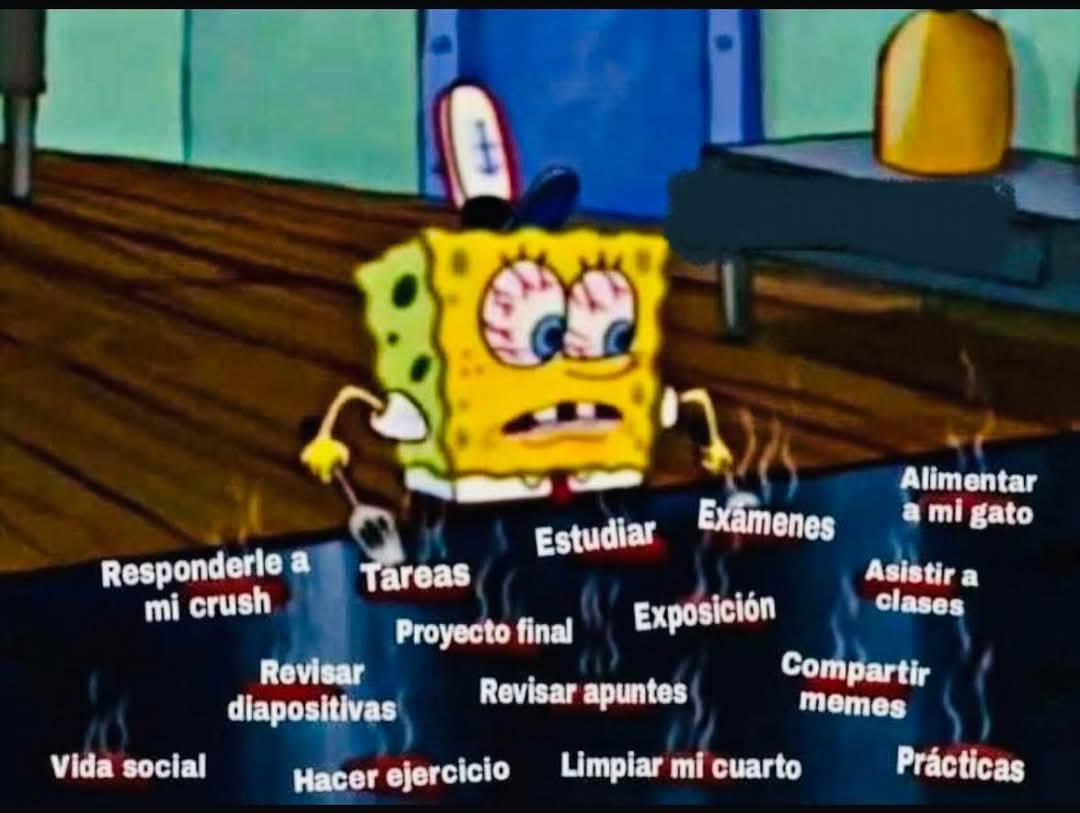 Alimentar
a mi gato
Exámenes
Estudiar
Responderle a
mi crush
Tareas
Asistir a
clases
Exposición
Proyecto final
Revisar
diapositivas
Revisar apuntes
Compartir
memes
Vida social
Hacer ejercicio
Limpiar mi cuarto
Prácticas